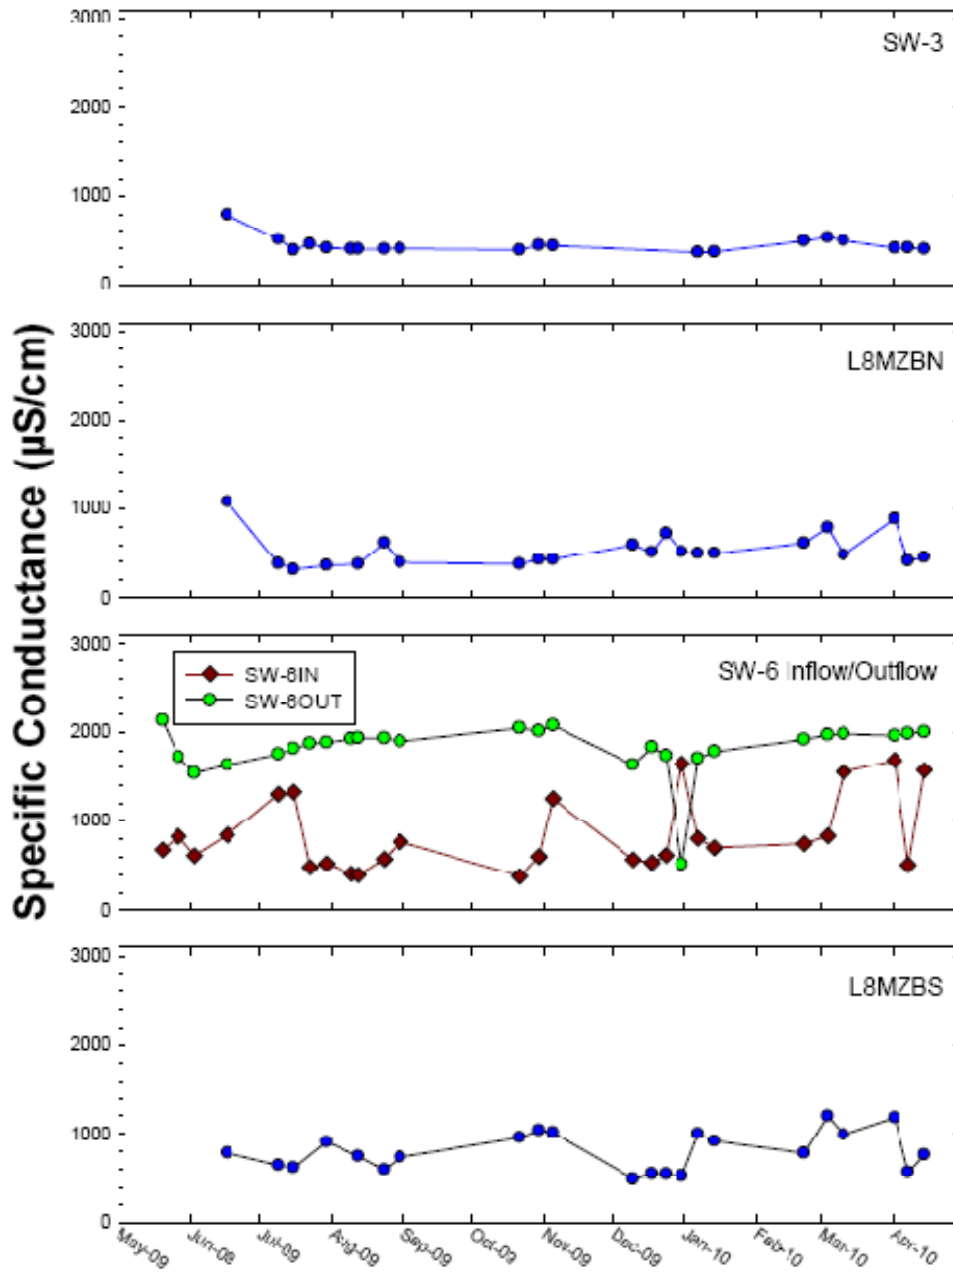 3000
SW-3
2000
1000
0
3000
L8MZBN
2000
1000
0
Specific Conductance (µS/cm)
3000
SW-6IN
SW-6OUT
SW-6 Inflow/Outflow
2000
1000
0
3000
L8MZBS
2000
1000
0
May-09
Jun-09
Jul-09
Aug-09
Sep-09
Oct-09
Nov-09
Dec-09
Jan-10
Feb-10
Mar-10
Apr-10